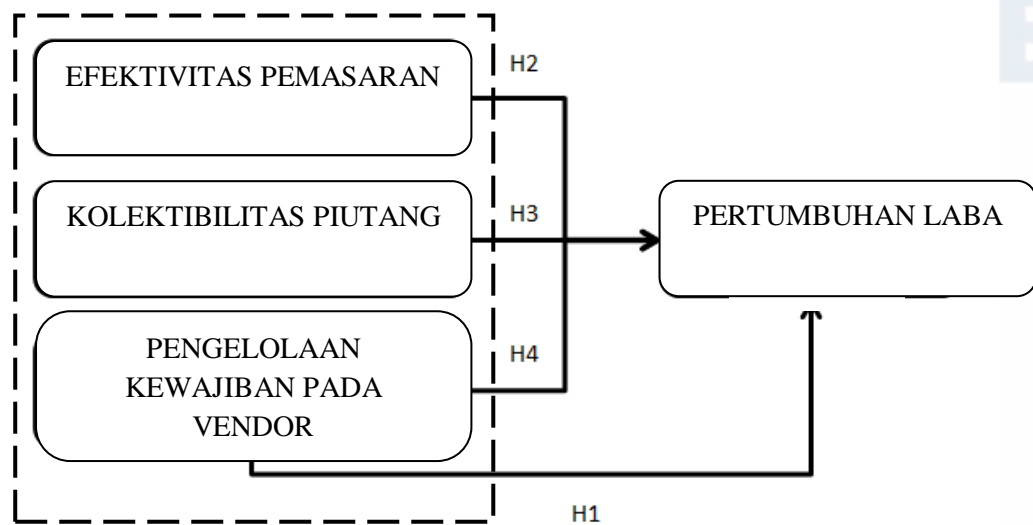 EFEKTIVITAS PEMASARAN
H2
KOLEKTIBILITAS PIUTANG
H3
PERTUMBUHAN LABA
PENGELOLAAN
KEWAJIBAN PADA
VENDOR
H4
H1